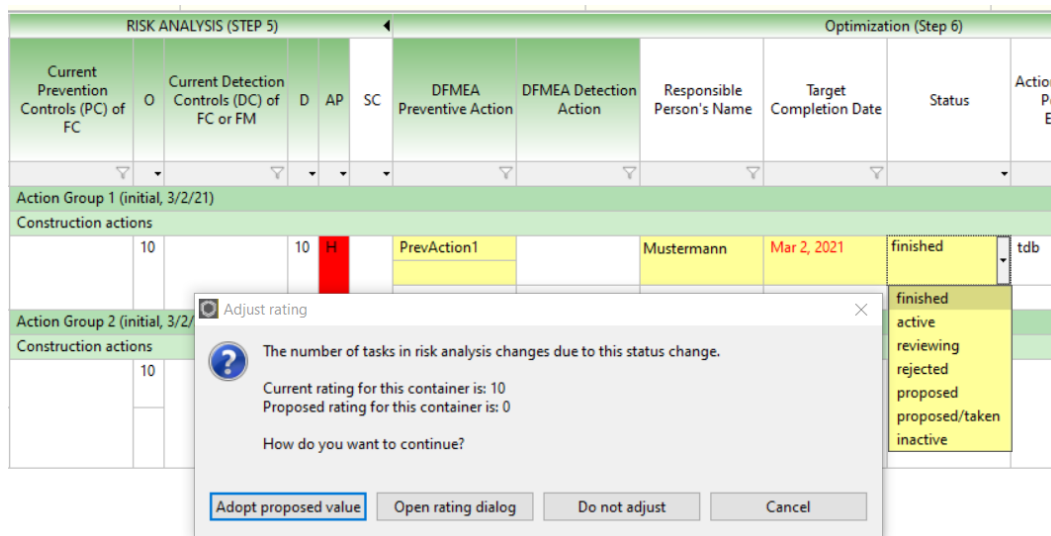 RISK ANALYSIS (STEP 5)
Optimization (Step 6)
Current
Prevention
Controls (PC) of
FC
O
Current Detection
Controls (DC) of
FC or FM
D
AP
SC
DFMEA
Preventive Action
DFMEA Detection
Action
Responsible
Person's Name
Target
Completion Date
Status
Action Group 1 (initial, 3/2/21)
Construction actions
10
10
H
PrevAction1
Mustermann
Mar 2, 2021
finished
tdb
finished
active
reviewing
rejected
proposed
proposed/taken
inactive
Action Group 2 (initial, 3/2/
Construction actions
10
Adjust rating
The number of tasks in risk analysis changes due to this status change.
Current rating for this container is: 10
Proposed rating for this container is: 0
How do you want to continue?
Adopt proposed value
Open rating dialog
Do not adjust
Cancel